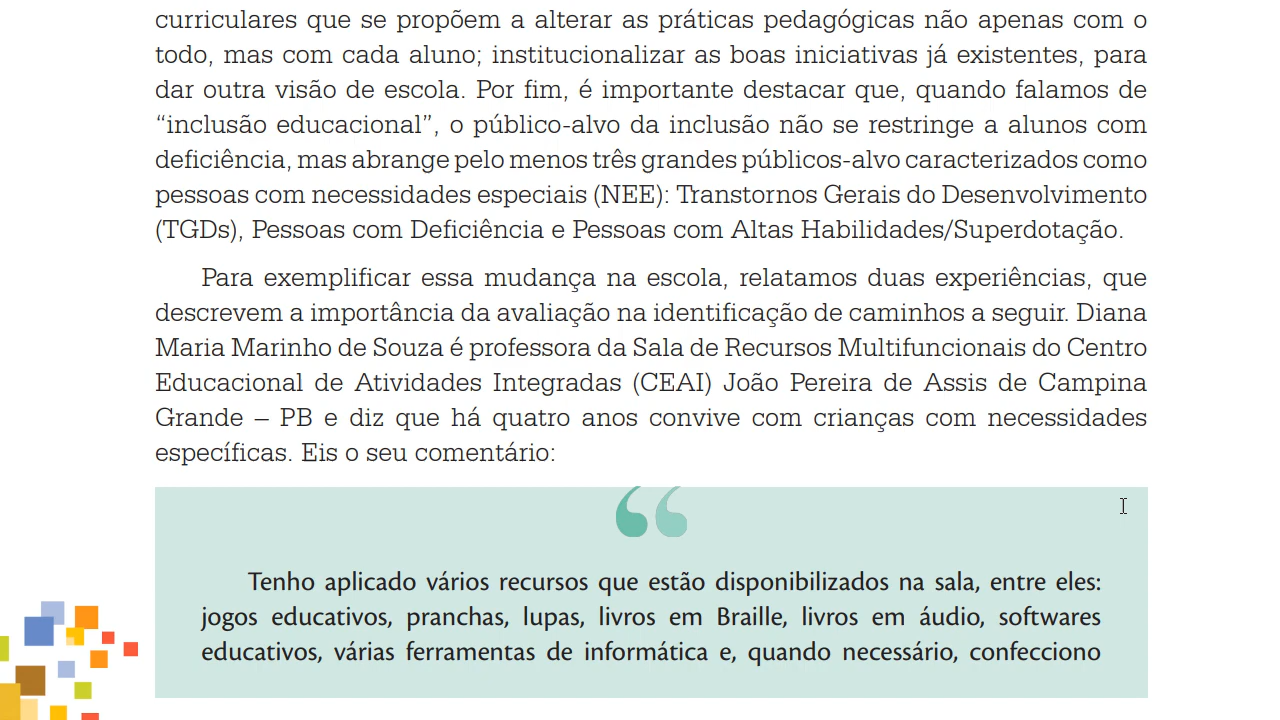 curriculares que se propõem a alterar as práticas pedagógicas não apenas com o
todo, mas com cada aluno; institucionalizar as boas iniciativas já existentes, para
dar outra visão de escola. Por fim, é importante destacar que, quando falamos de
“inclusão educacional”, o público-alvo da inclusão não se restringe a alunos com
deficiência, mas abrange pelo menos três grandes públicos-alvo caracterizados como
pessoas com necessidades especiais (NEE): Transtornos Gerais do Desenvolvimento
(TGDs), Pessoas com Deficiência e Pessoas com Altas Habilidades/Superdotação.
Para exemplificar essa mudança na escola, relatamos duas experiências, que
descrevem a importância da avaliação na identificação de caminhos a seguir. Diana
Maria Marinho de Souza é professora da Sala de Recursos Multifuncionais do Centro
Educacional de Atividades Integradas (CEAI) João Pereira de Assis de Campina
Grande – PB e diz que há quatro anos convive com crianças com necessidades
específicas. Eis o seu comentário:
“
Tenho aplicado vários recursos que estão disponibilizados na sala, entre eles:
jogos educativos, pranchas, lupas, livros em Braille, livros em áudio, softwares
educativos, várias ferramentas de informática e, quando necessário, confecciono